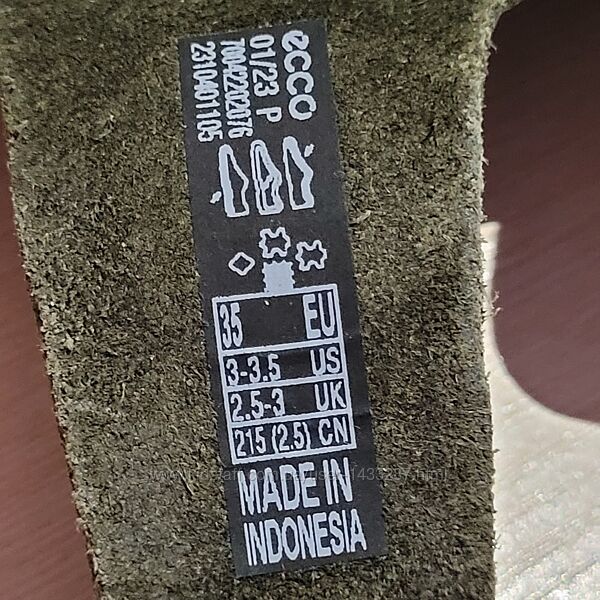 ecco
01/23 P
70422202076
2310401105
35 EU
3-3.5 US
2.5-3 UK
215 (2.5) CN
MADE IN
INDONESIA